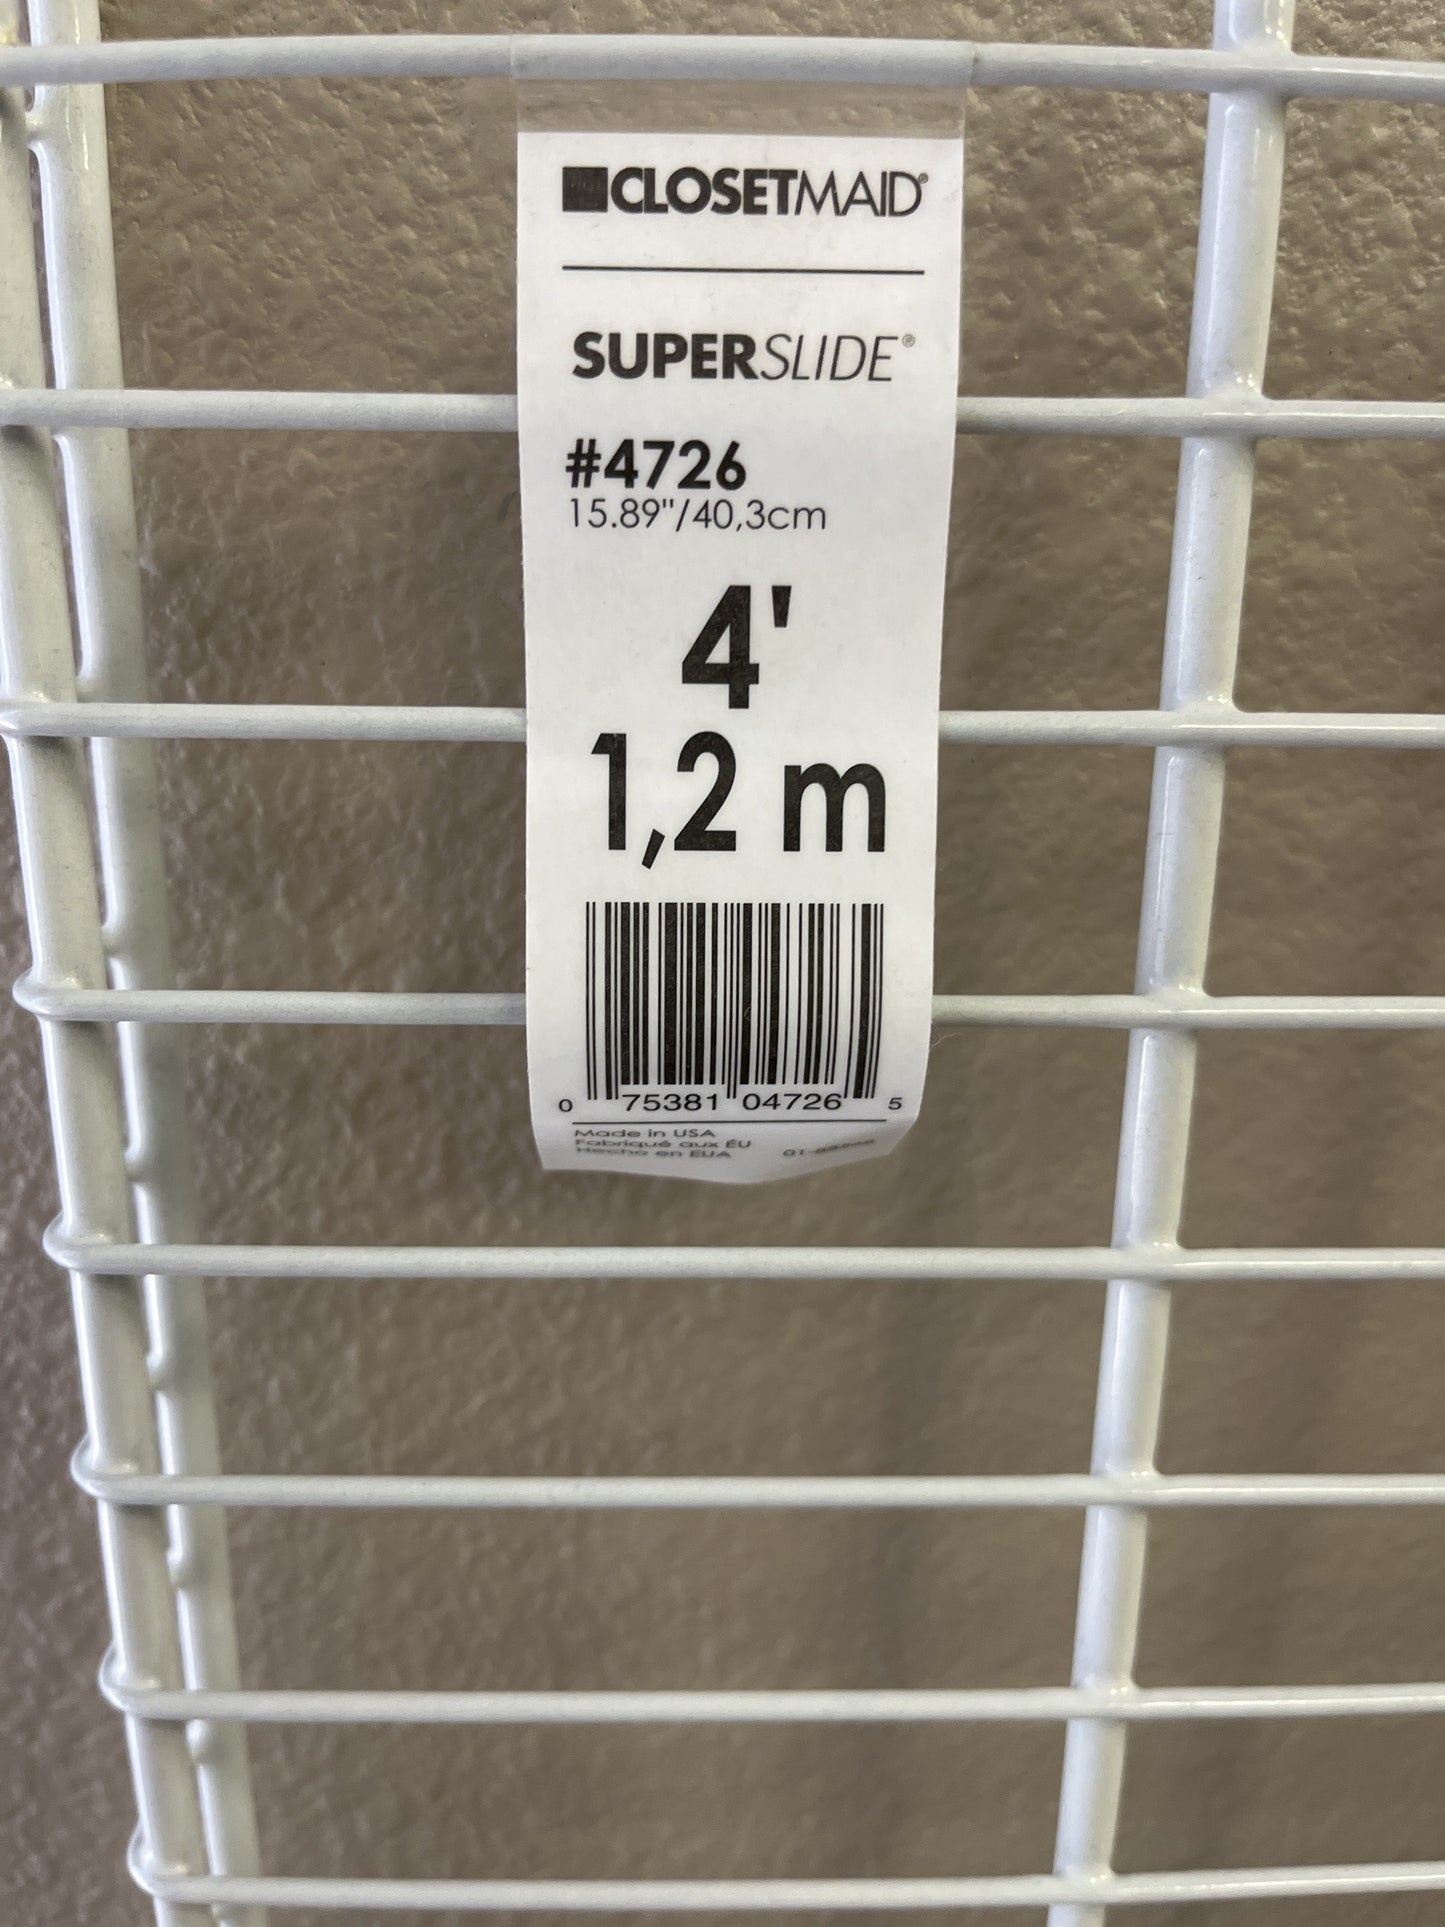 CLOSETMAID®
SUPERSLIDE®
#4726
15.89"/40,3cm
4'
1,2 m
0 75381 04726 5
Made in USA
Fabriqué aux ÉU
Hecho en EUA